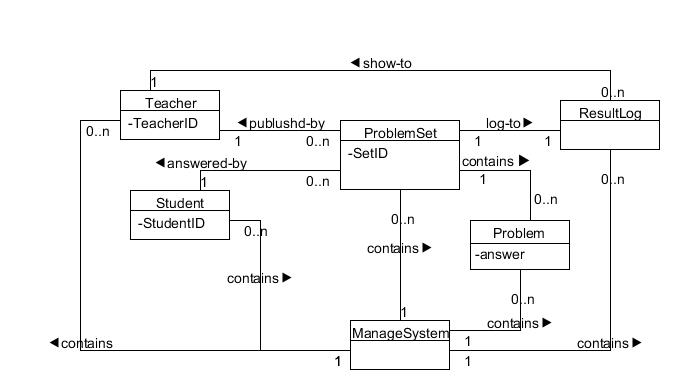 ◄ show-to
1
0..n
Teacher
-TeacherID
0..n
◄ publushd-by
1
0..n
ProblemSet
-SetID
log-to ►
1
1
ResultLog
0..n
◄ answered-by
1
0..n
contains ►
1
0..n
Student
-StudentID
0..n
Problem
-answer
0..n
0..n
contains ►
contains ►
1
contains ►
ManageSystem
1
1
1
◄ contains
contains ►